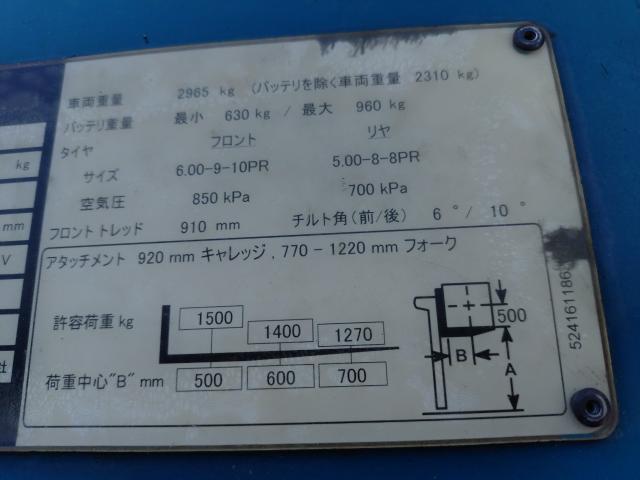 車両重量 2965 kg (バッテリを除く車両重量 2310 kg)
バッテリ重量 最小 630 kg / 最大 960 kg
タイヤ フロント リヤ
サイズ 6.00-9-10PR 5.00-8-8PR
空気圧 850 kPa 700 kPa
フロント トレッド 910 mm チルト角(前/後) 6°/ 10°
アタッチメント 920 mm キャレッジ , 770 - 1220 mm フォーク
許容荷重 kg 1500 1400 1270
荷重中心"B" mm 500 600 700
500
B
A
kg
mm
V
社